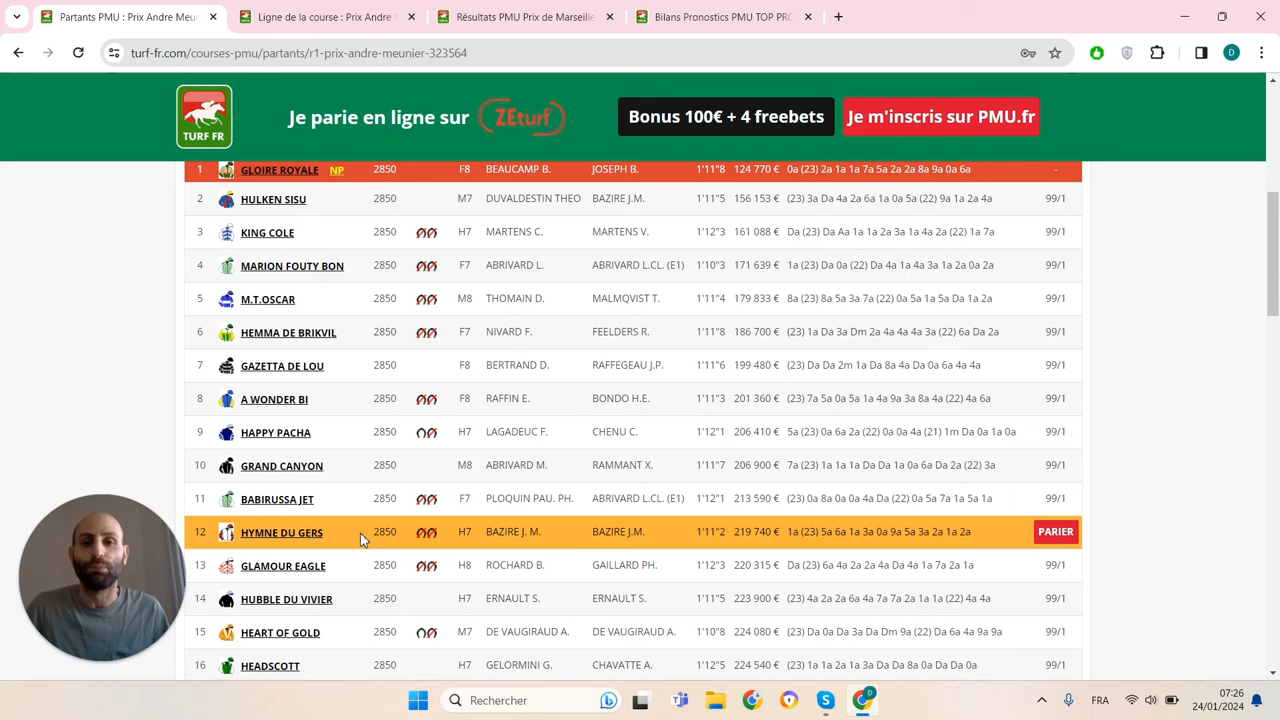 Partants PMU : Prix Andre Meu
Ligne de la course : Prix Andre M
Résultats PMU Prix de Marseille
Bilans Pronostics PMU TOP PRO
turf-fr.com/courses-pmu/partants/r1-prix-andre-meunier-323564
D
TURF FR
Je parie en ligne sur ZEturf
Bonus 100€ + 4 freebets
Je m'inscris sur PMU.fr
1 GLOIRE ROYALE NP 2850 F8 BEAUCAMP B. JOSEPH B. 1'11"8 124 770 € 0a (23) 2a 1a 1a 7a 5a 2a 2a 8a 9a 0a 6a -
2 HULKEN SISU 2850 M7 DUVALDESTIN THEO BAZIRE J.M. 1'11"5 156 153 € (23) 3a Da 4a 2a 6a 1a 0a 5a (22) 9a 1a 2a 4a 99/1
3 KING COLE 2850 H7 MARTENS C. MARTENS V. 1'12"3 161 088 € Da (23) Da Aa 1a 1a 2a 3a 1a 4a 2a (22) 1a 7a 99/1
4 MARION FOUTY BON 2850 F7 ABRIVARD L. ABRIVARD L.CL. (E1) 1'10"3 171 639 € 1a (23) Da 0a (22) Da 4a 1a 4a 3a 1a 2a 0a 2a 99/1
5 M.T.OSCAR 2850 M8 THOMAIN D. MALMQVIST T. 1'11"4 179 833 € 8a (23) 8a 5a 3a 7a (22) 0a 5a 1a 5a Da 1a 2a 99/1
6 HEMMA DE BRIKVIL 2850 F7 NIVARD F. FEELDERS R. 1'11"8 186 700 € (23) 1a Da 3a Dm 2a 4a 4a 4a 3a (22) 6a Da 2a 99/1
7 GAZETTA DE LOU 2850 F8 BERTRAND D. RAFFEGEAU J.P. 1'11"6 199 480 € (23) Da Da 2m 1a Da 8a 4a Da 0a 6a 4a 4a 99/1
8 A WONDER BI 2850 F8 RAFFIN E. BONDO H.E. 1'11"3 201 360 € (23) 7a 5a 0a 5a 1a 4a 9a 3a 8a 4a (22) 4a 6a 99/1
9 HAPPY PACHA 2850 H7 LAGADEUC F. CHENU C. 1'12"1 206 410 € 5a (23) 0a 6a 2a (22) 0a 0a 4a (21) 1m Da 0a 1a 0a 99/1
10 GRAND CANYON 2850 M8 ABRIVARD M. RAMMANT X. 1'11"7 206 900 € 7a (23) 1a 1a 1a Da Da 1a 0a 6a Da 2a (22) 3a 99/1
11 BABIRUSSA JET 2850 F7 PLOQUIN PAU. PH. ABRIVARD L.CL. (E1) 1'12"1 213 590 € (23) 0a 8a 0a 0a 4a Da (22) 0a 5a 7a 1a 5a 1a 99/1
12 HYMNE DU GERS 2850 H7 BAZIRE J. M. BAZIRE J.M. 1'11"2 219 740 € 1a (23) 5a 6a 1a 3a 0a 9a 5a 3a 2a 1a 2a PARIER
13 GLAMOUR EAGLE 2850 H8 ROCHARD B. GAILLARD PH. 1'12"3 220 315 € Da (23) 6a 4a 2a 2a 4a Da 4a 1a 7a 2a 1a 99/1
14 HUBBLE DU VIVIER 2850 H7 ERNAULT S. ERNAULT S. 1'11"5 223 900 € (23) 4a 2a 2a 6a 4a 7a 7a 2a 1a 1a (22) 4a 4a 99/1
15 HEART OF GOLD 2850 M7 DE VAUGIRAUD A. DE VAUGIRAUD A. 1'10"8 224 080 € (23) Da 0a Da 3a Da Dm 9a (22) Da 6a 4a 9a 9a 99/1
16 HEADSCOTT 2850 H7 GELORMINI G. CHAVATTE A. 1'12"5 224 540 € (23) 1a 1a 2a 1a 3a Da Da 8a 0a Da Da 0a 99/1
Rechercher
FRA
07:26
24/01/2024